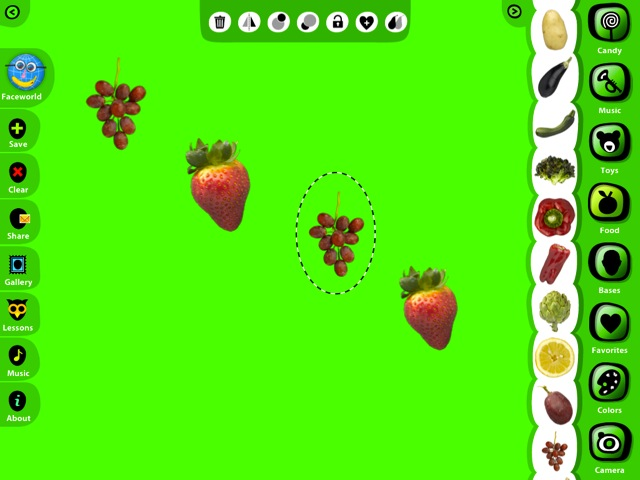 Faceworld
Save
Clear
Share
Gallery
Lessons
Music
About
Candy
Music
Toys
Food
Bases
Favorites
Colors
Camera